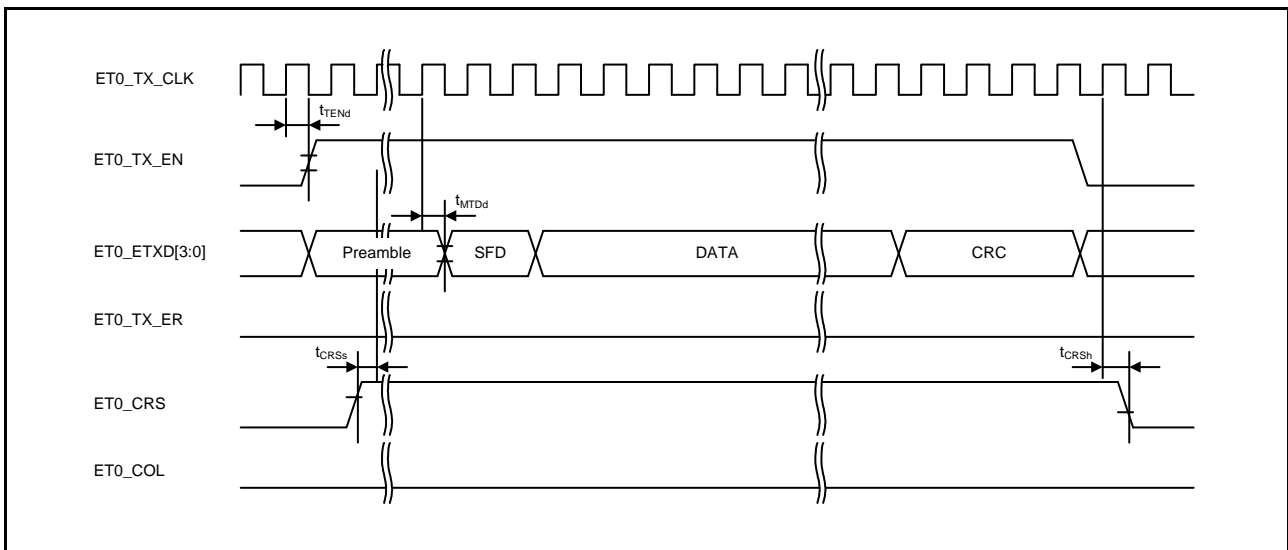 ET0_TX_CLK
tTENd
ET0_TX_EN
tMTDd
ET0_ETXD[3:0]
Preamble
SFD
DATA
CRC
ET0_TX_ER
tCRSs
tCRSh
ET0_CRS
ET0_COL